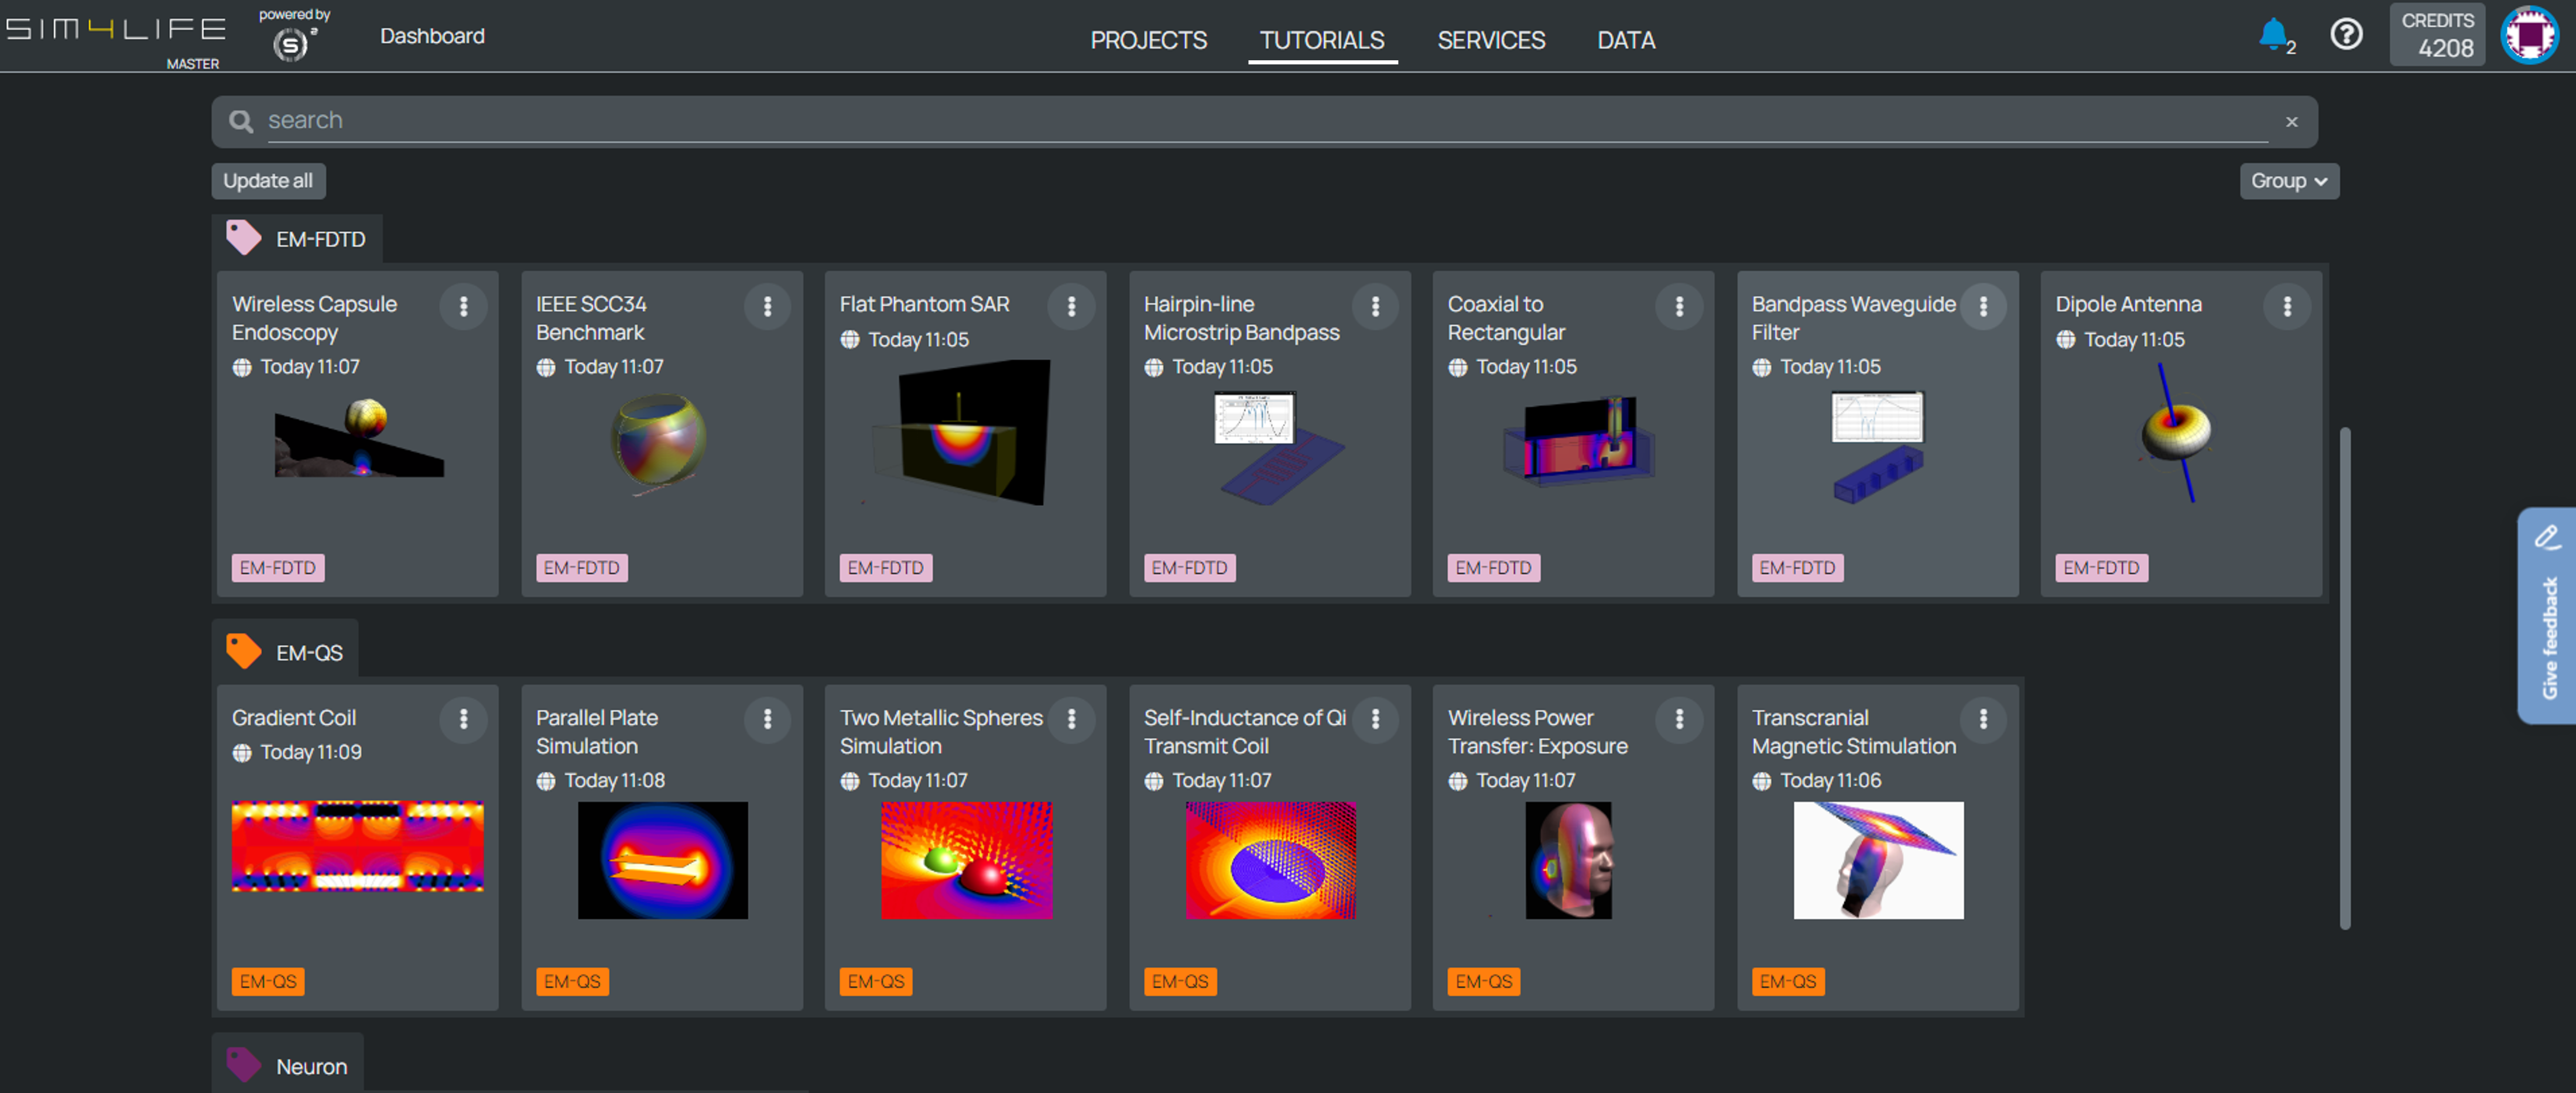 SIM4LIFE
MASTER
powered by
S 2
Dashboard
PROJECTS
TUTORIALS
SERVICES
DATA
2
?
CREDITS
4208
search
×
Update all
Group
EM-FDTD
Wireless Capsule
Endoscopy
Today 11:07
EM-FDTD
IEEE SCC34
Benchmark
Today 11:07
EM-FDTD
Flat Phantom SAR
Today 11:05
EM-FDTD
Hairpin-line
Microstrip Bandpass
Today 11:05
EM-FDTD
Coaxial to
Rectangular
Today 11:05
EM-FDTD
Bandpass Waveguide
Filter
Today 11:05
EM-FDTD
Dipole Antenna
Today 11:05
EM-FDTD
EM-QS
Gradient Coil
Today 11:09
EM-QS
Parallel Plate
Simulation
Today 11:08
EM-QS
Two Metallic Spheres
Simulation
Today 11:07
EM-QS
Self-Inductance of Qi
Transmit Coil
Today 11:07
EM-QS
Wireless Power
Transfer: Exposure
Today 11:07
EM-QS
Transcranial
Magnetic Stimulation
Today 11:06
EM-QS
Neuron
Give feedback